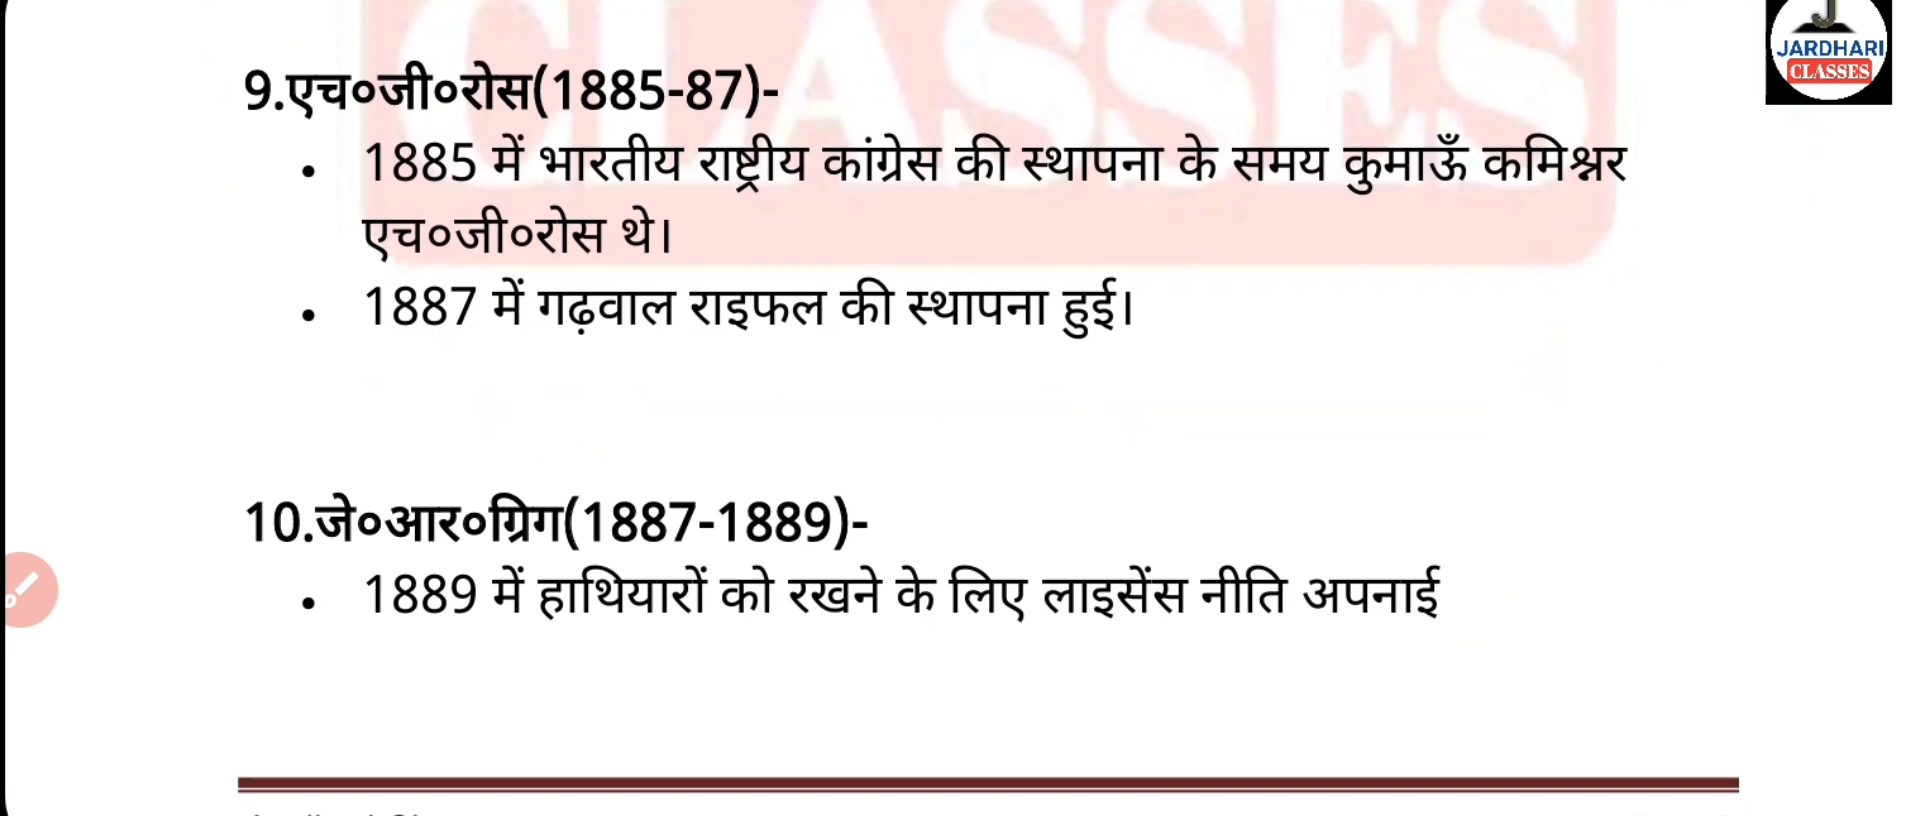 CLASSES
J
JARDHARI
CLASSES
9.एच०जी०रोस(1885-87)-
• 1885 में भारतीय राष्ट्रीय कांग्रेस की स्थापना के समय कुमाऊँ कमिश्नर
एच०जी०रोस थे।
• 1887 में गढ़वाल राइफल की स्थापना हुई।
10.जे०आर०ग्रिग(1887-1889)-
• 1889 में हाथियारों को रखने के लिए लाइसेंस नीति अपनाई